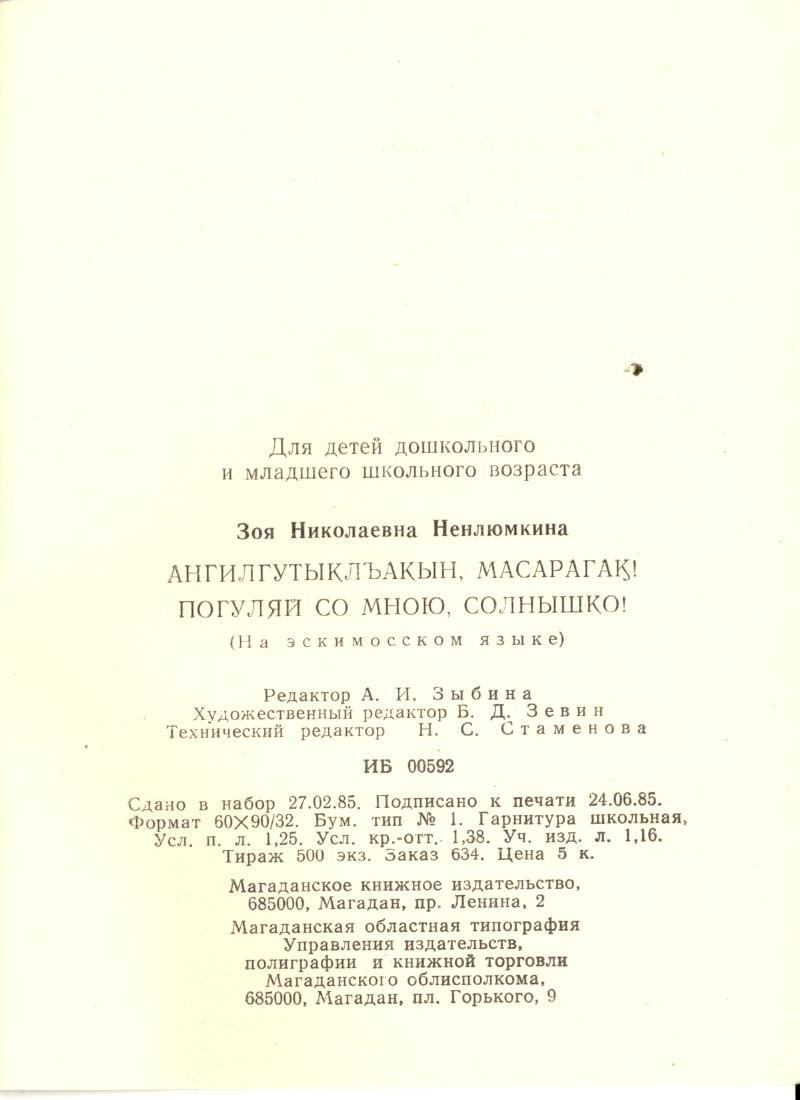 Для детей дошкольного
и младшего школьного возраста
Зоя Николаевна Ненлюмкина
АНГИЛГУТЫҚЛЪАҚЫН, МАСАРАГАҚ!
ПОГУЛЯЙ СО МНОЮ, СОЛНЫШКО!
(На эскимосском языке)
Редактор А. И. Зыбина
Художественный редактор Б. Д. Зевин
Технический редактор Н. С. Стаменова
ИБ 00592
Сдано в набор 27.02.85. Подписано к печати 24.06.85.
Формат 60X90/32. Бум. тип № 1. Гарнитура школьная,
Усл. п. л. 1,25. Усл. кр.-отт. 1,38. Уч. изд. л. 1,16.
Тираж 500 экз. Заказ 634. Цена 5 к.
Магаданское книжное издательство,
685000, Магадан, пр. Ленина, 2
Магаданская областная типография
Управления издательств,
полиграфии и книжной торговли
Магаданского облисполкома,
685000, Магадан, пл. Горького, 9